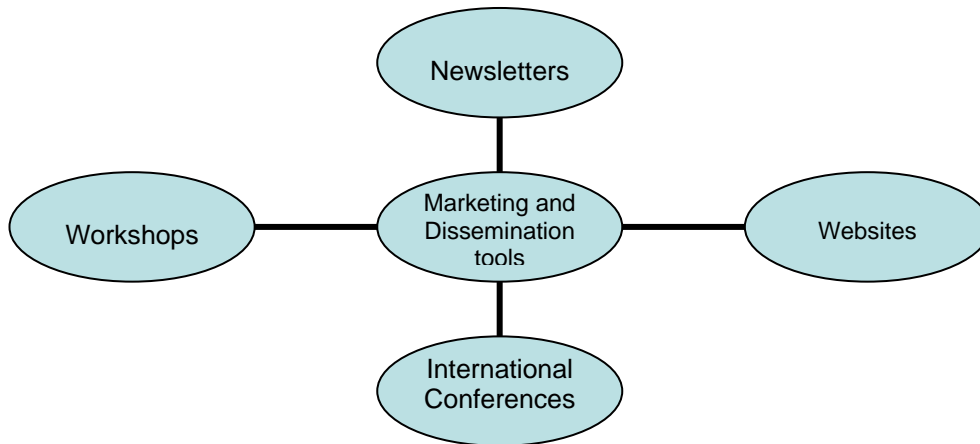 Newsletters
Workshops
Marketing and
Dissemination
tools
Websites
International
Conferences